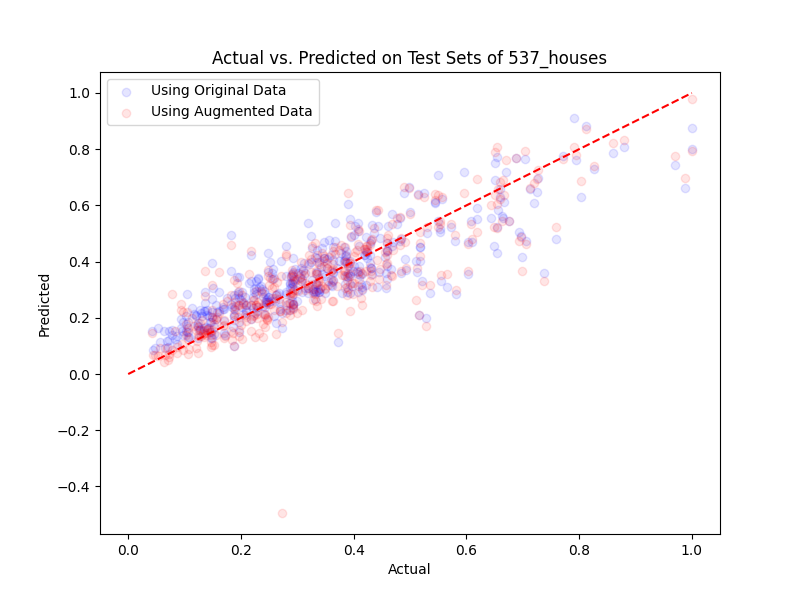 Actual vs. Predicted on Test Sets of 537_houses
Using Original Data
Using Augmented Data
1.0
0.8
0.6
0.4
0.2
0.0
−0.2
−0.4
Predicted
0.0 0.2 0.4 0.6 0.8 1.0
Actual